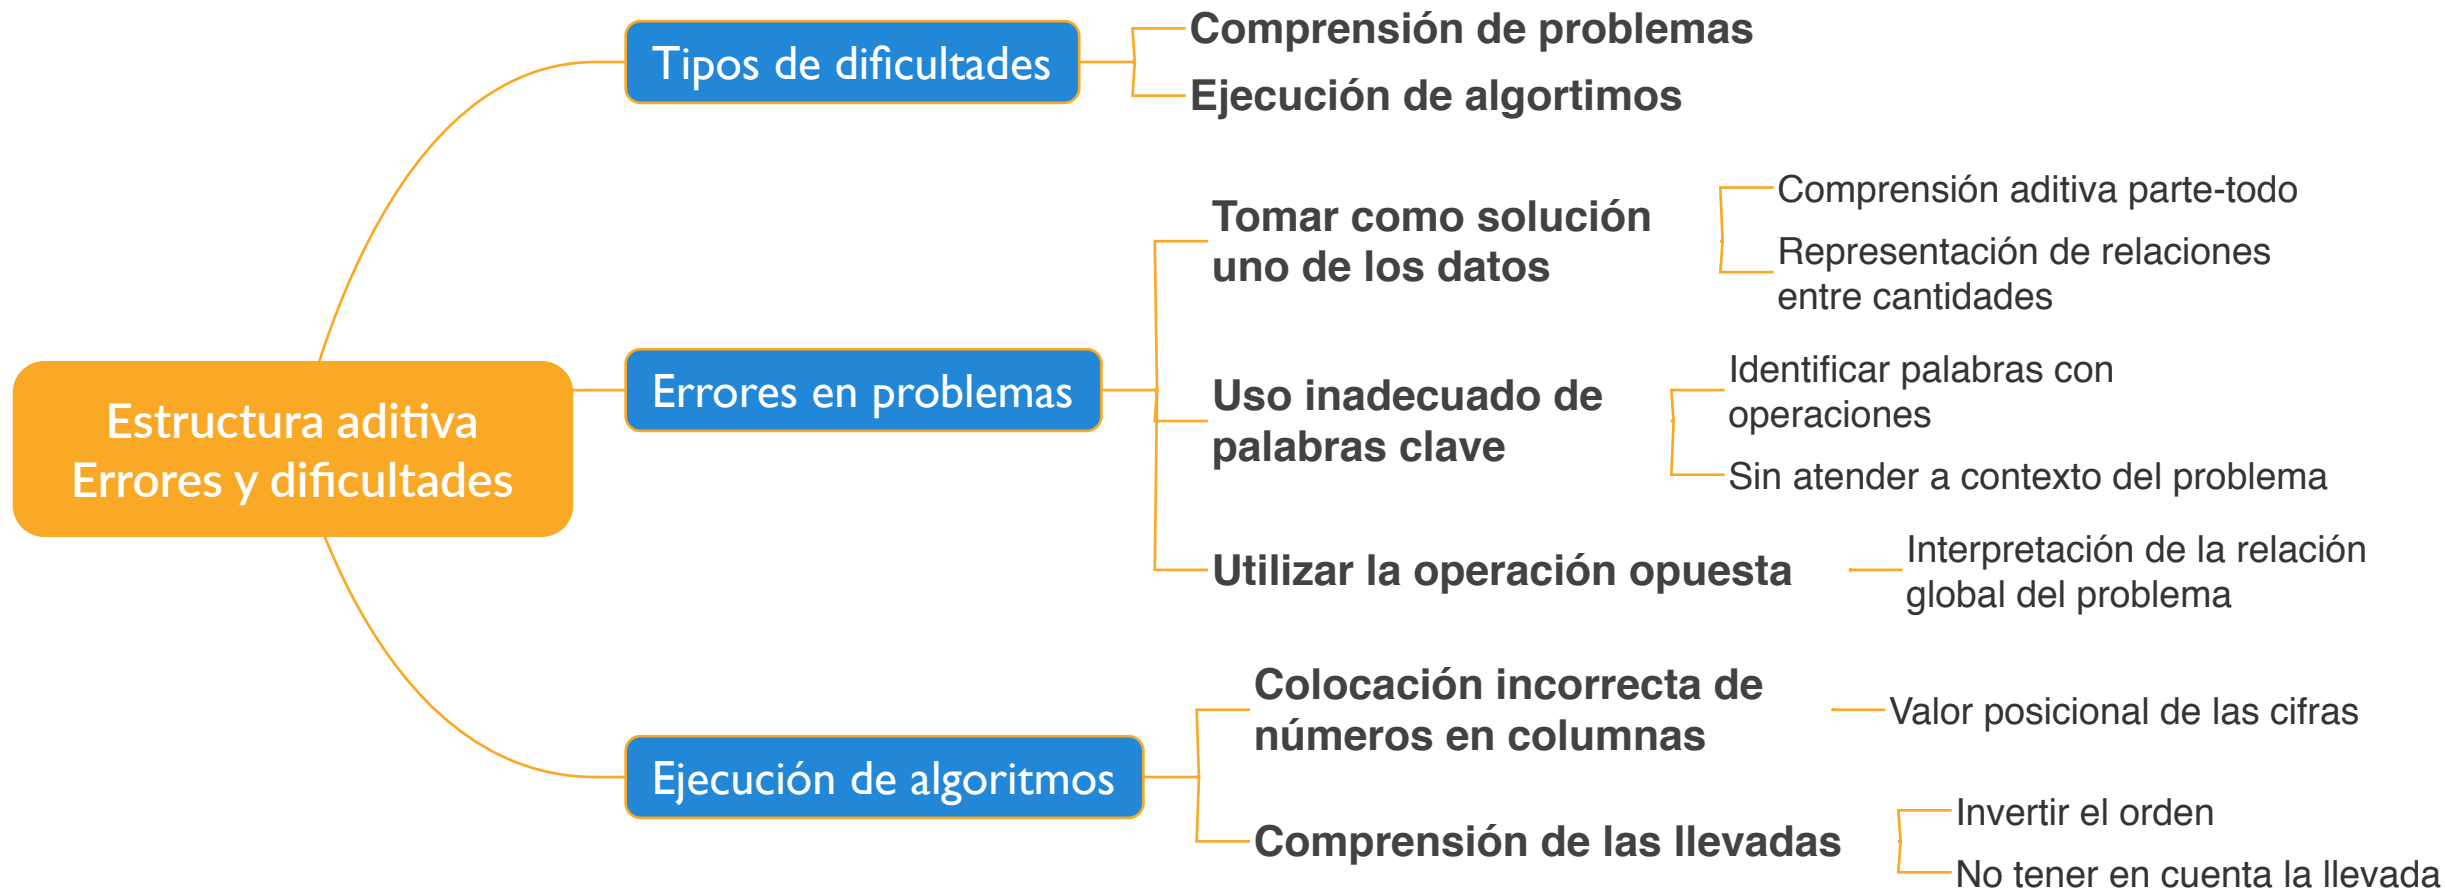 Estructura aditiva
Errores y dificultades
Tipos de dificultades
Comprensión de problemas
Ejecución de algortimos
Errores en problemas
Tomar como solución
uno de los datos
Comprensión aditiva parte-todo
Representación de relaciones
entre cantidades
Uso inadecuado de
palabras clave
Identificar palabras con
operaciones
Sin atender a contexto del problema
Utilizar la operación opuesta
Interpretación de la relación
global del problema
Ejecución de algoritmos
Colocación incorrecta de
números en columnas
Valor posicional de las cifras
Comprensión de las llevadas
Invertir el orden
No tener en cuenta la llevada